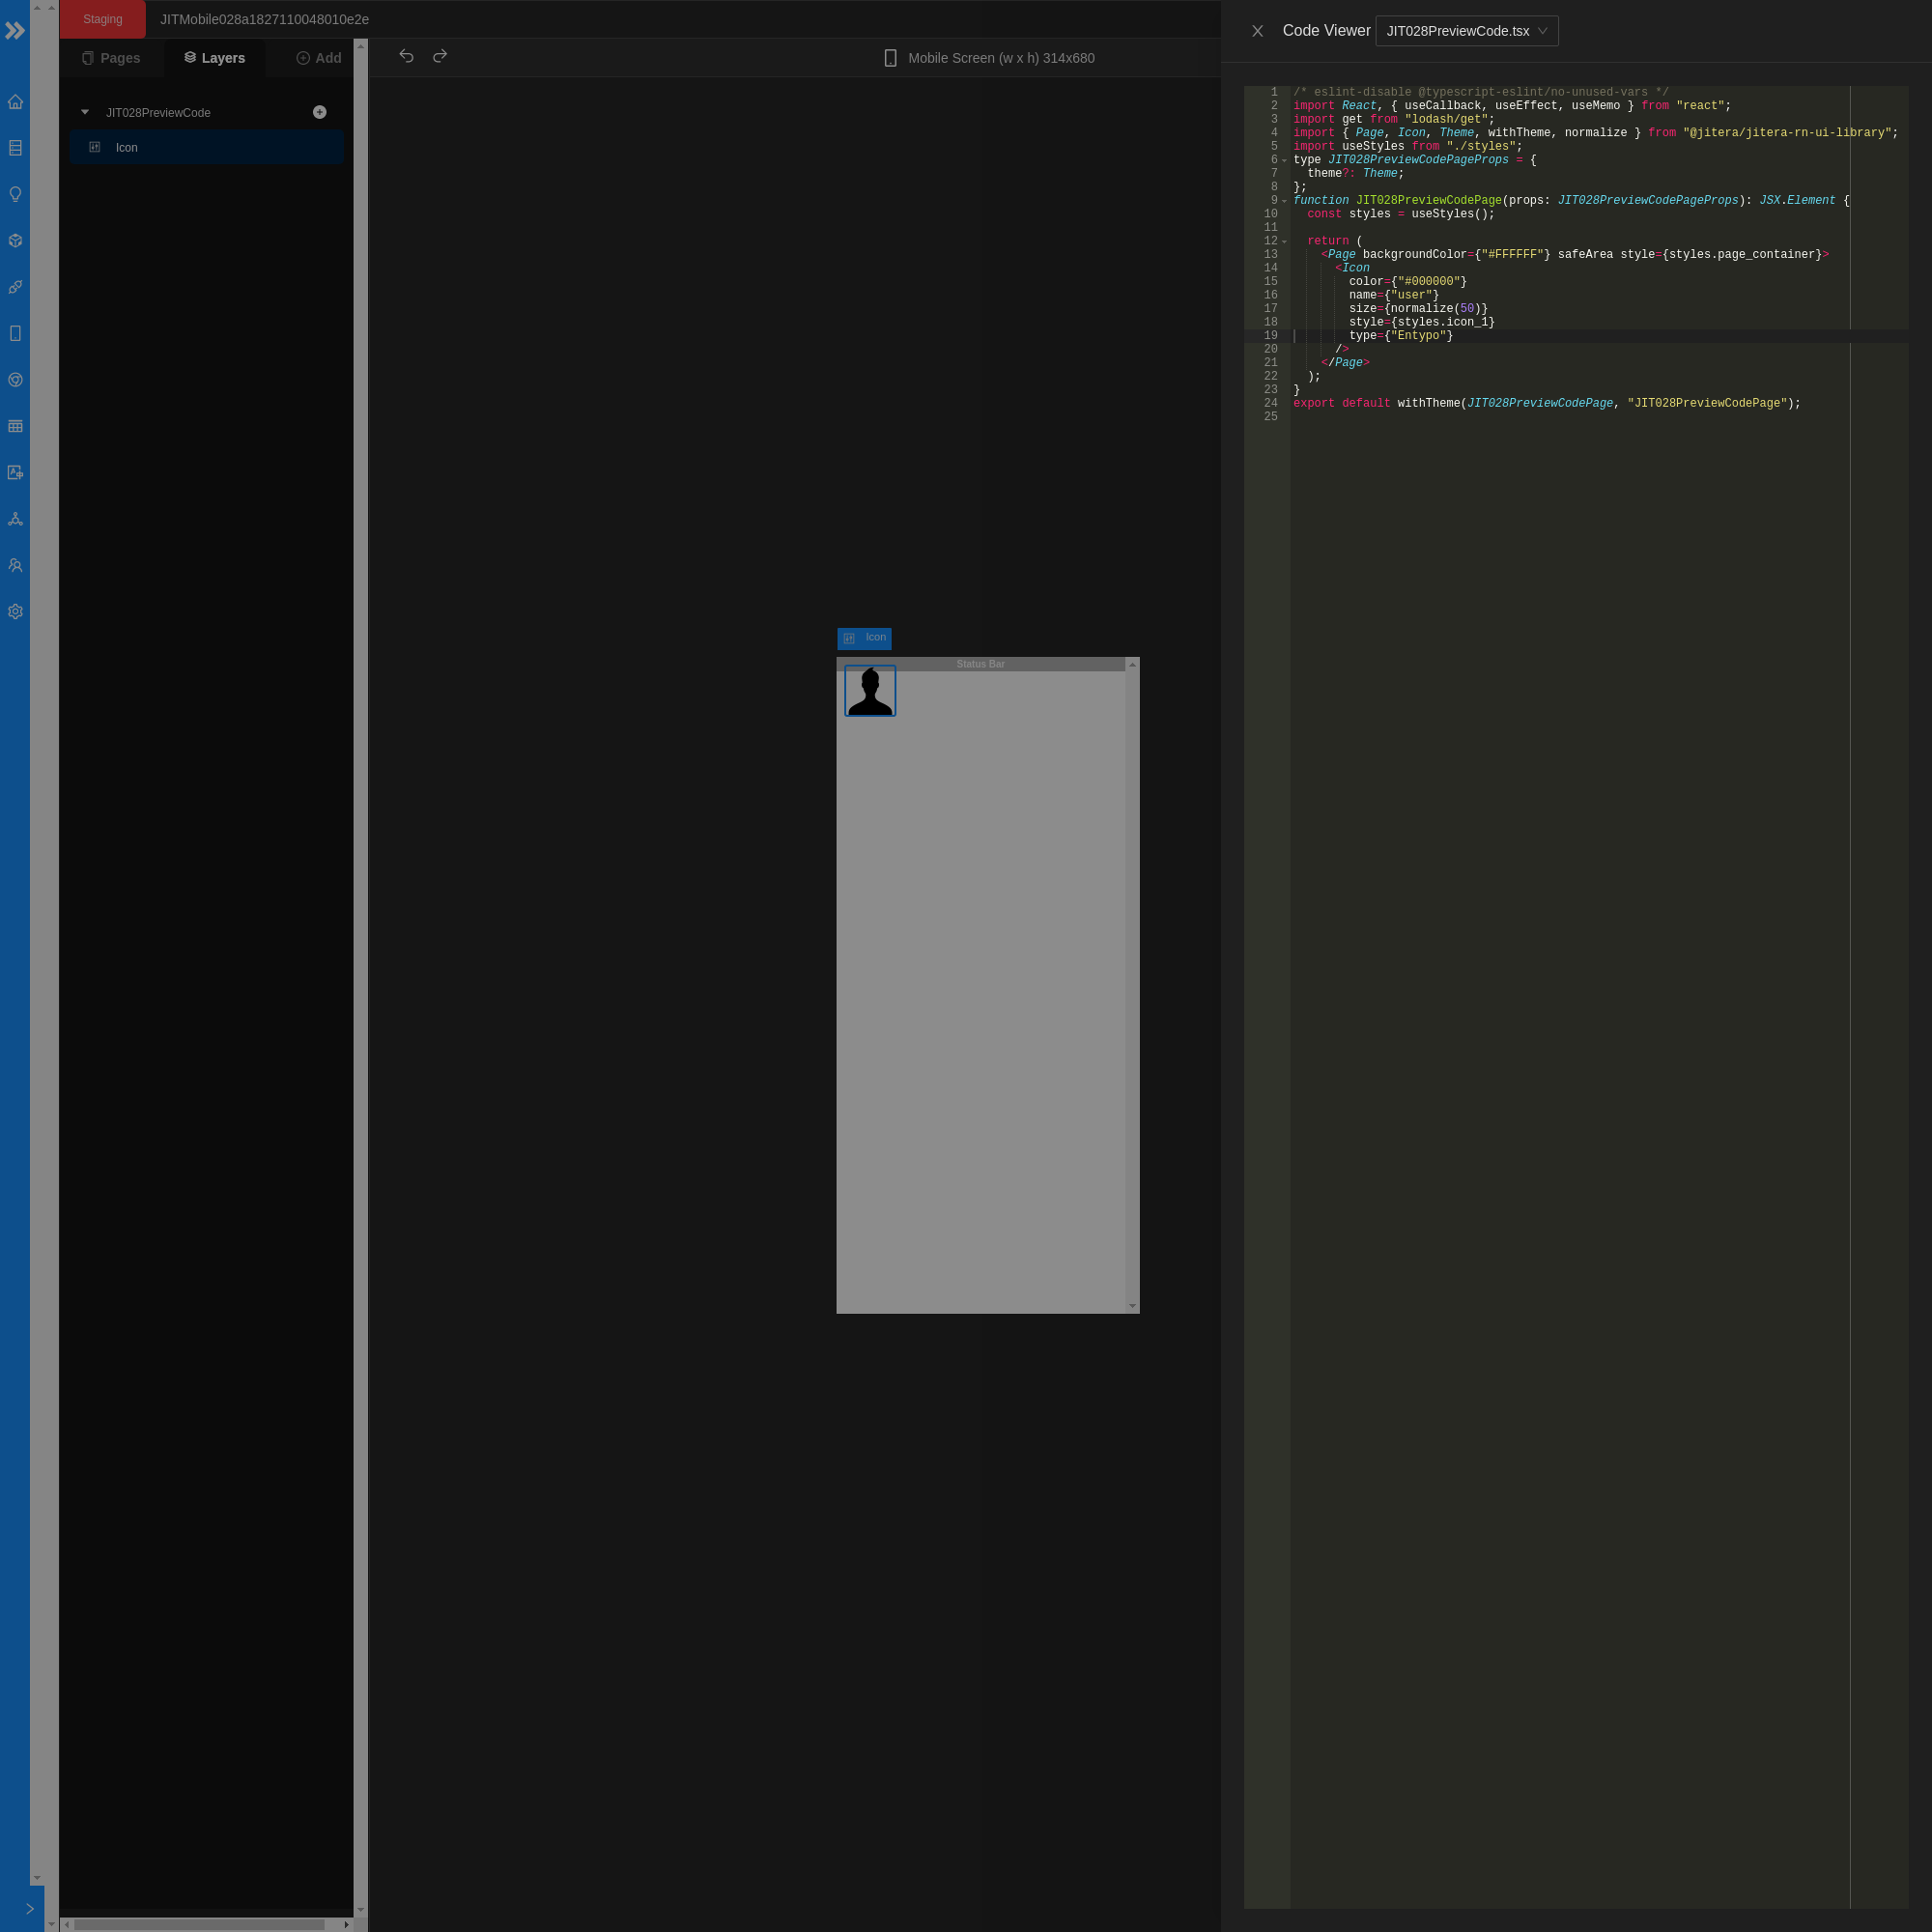 Staging
JITMobile028a1827110048010e2e
Pages
Layers
Add
JIT028PreviewCode
Icon
Mobile Screen (w x h) 314x680
Icon
Status Bar
Code Viewer
JIT028PreviewCode.tsx
1 /* eslint-disable @typescript-eslint/no-unused-vars */
2 import React, { useCallback, useEffect, useMemo } from "react";
3 import get from "lodash/get";
4 import { Page, Icon, Theme, withTheme, normalize } from "@jitera/jitera-rn-ui-library";
5 import useStyles from "./styles";
6 type JIT028PreviewCodePageProps = {
7   theme?: Theme;
8 };
9 function JIT028PreviewCodePage(props: JIT028PreviewCodePageProps): JSX.Element {
10   const styles = useStyles();
11
12   return (
13     <Page backgroundColor={"#FFFFFF"} safeArea style={styles.page_container}>
14       <Icon
15         color={"#000000"}
16         name={"user"}
17         size={normalize(50)}
18         style={styles.icon_1}
19         type={"Entypo"}
20       />
21     </Page>
22   );
23 }
24 export default withTheme(JIT028PreviewCodePage, "JIT028PreviewCodePage");
25